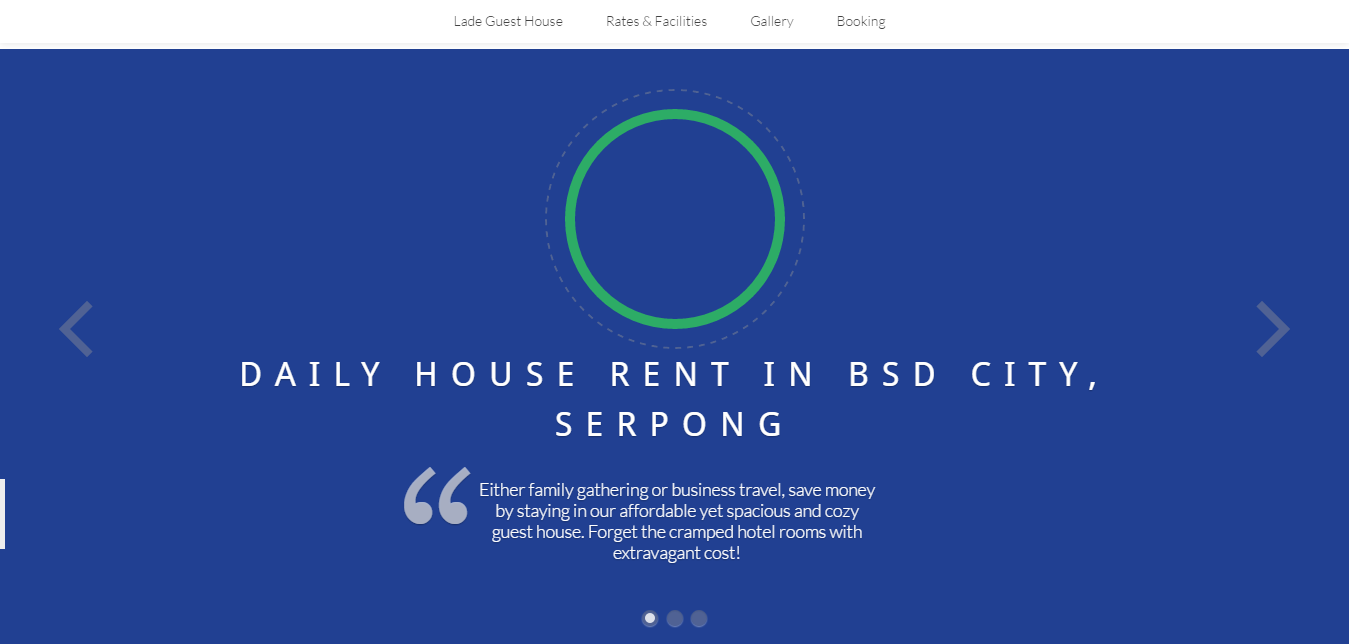 Lade Guest House Rates & Facilities Gallery Booking
DAILY HOUSE RENT IN BSD CITY,
SERPONG
“ Either family gathering or business travel, save money
by staying in our affordable yet spacious and cozy
guest house. Forget the cramped hotel rooms with
extravagant cost!